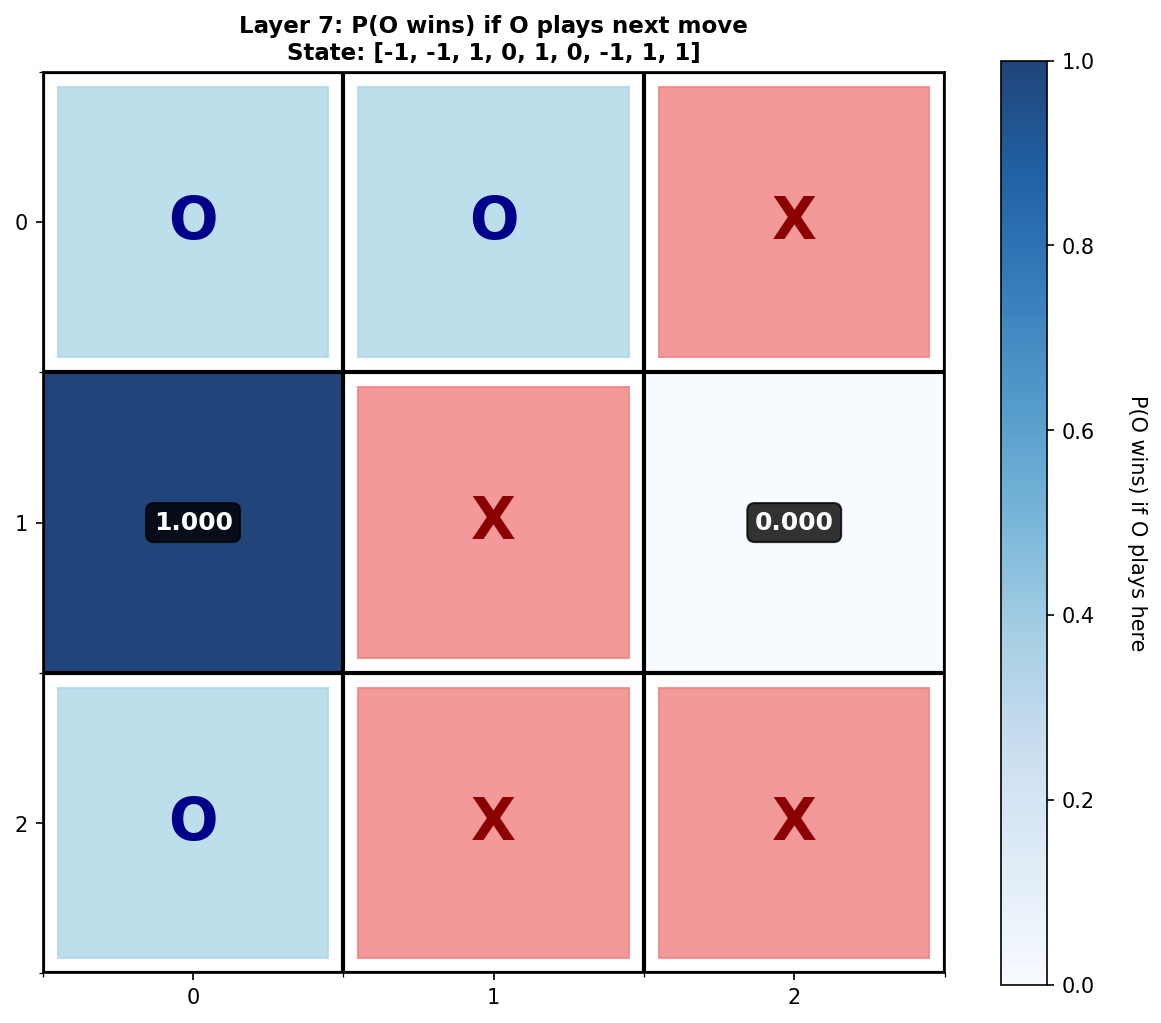 Layer 7: P(O wins) if O plays next move
State: [-1, -1, 1, 0, 1, 0, -1, 1, 1]
0
O
O
X
1
1.000
X
0.000
2
O
X
X
0
1
2
1.0
0.8
0.6
0.4
0.2
0.0
P(O wins) if O plays here